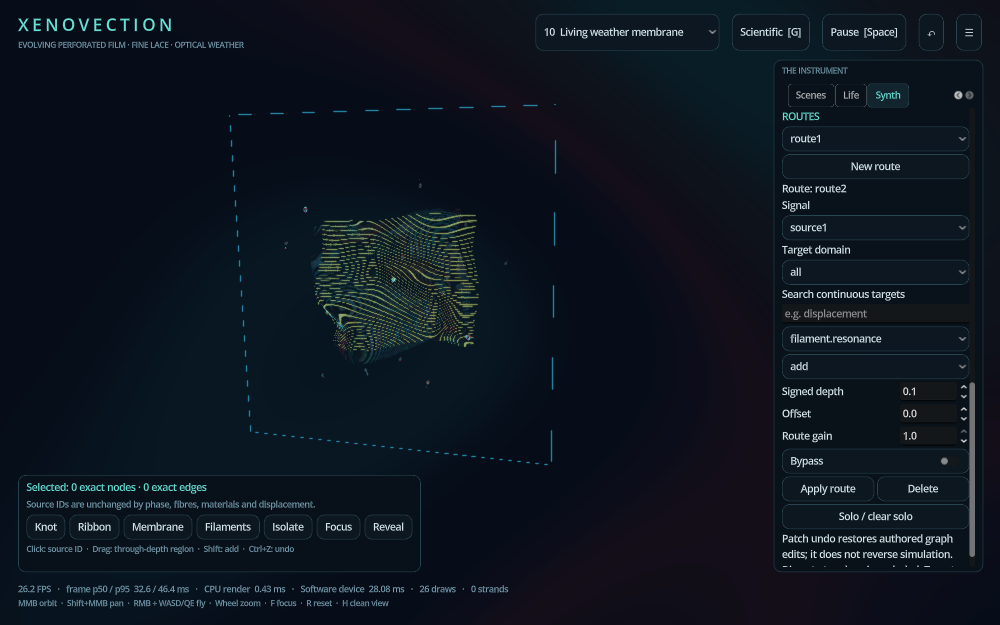 XENOVECTION
EVOLVING PERFORATED FILM · FINE LACE · OPTICAL WEATHER
10 Living weather membrane
Scientific [G]
Pause [Space]
THE INSTRUMENT
Scenes
Life
Synth
ROUTES
route1
New route
Route: route2
Signal
source1
Target domain
all
Search continuous targets
e.g. displacement
filament.resonance
add
Signed depth 0.1
Offset 0.0
Route gain 1.0
Bypass
Apply route
Delete
Solo / clear solo
Patch undo restores authored graph
edits; it does not reverse simulation.
Selected: 0 exact nodes · 0 exact edges
Source IDs are unchanged by phase, fibres, materials and displacement.
Knot
Ribbon
Membrane
Filaments
Isolate
Focus
Reveal
Click: source ID · Drag: through-depth region · Shift: add · Ctrl+Z: undo
26.2 FPS · frame p50 / p95 32.6 / 46.4 ms · CPU render 0.43 ms · Software device 28.08 ms · 26 draws · 0 strands
MMB orbit · Shift+MMB pan · RMB + WASD/QE fly · Wheel zoom · F focus · R reset · H clean view